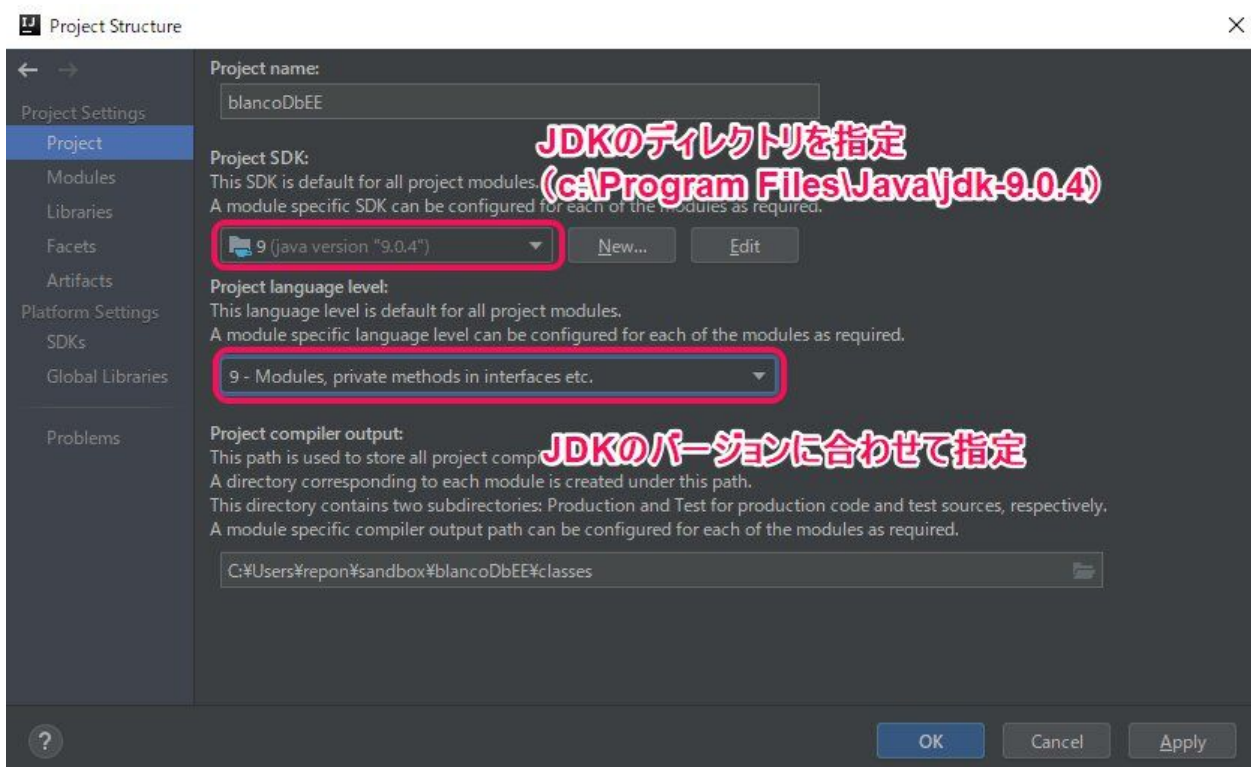 Project Structure
Project Settings
Project
Modules
Libraries
Facets
Artifacts
Platform Settings
SDKs
Global Libraries
Problems
Project name:
blancoDbEE
JDKのディレクトリを指定
(c:\Program Files\Java\jdk-9.0.4)
Project SDK:
This SDK is default for all project modules.
A module specific SDK can be configured for each of the modules as required.
9 (java version "9.0.4")
New...
Edit
Project language level:
This language level is default for all project modules.
A module specific language level can be configured for each of the modules as required.
9 - Modules, private methods in interfaces etc.
JDKのバージョンに合わせて指定
Project compiler output:
This path is used to store all project
A directory corresponding to each module is created under this path.
This directory contains two subdirectories: Production and Test for production code and test sources, respectively.
A module specific compiler output path can be configured for each of the modules as required.
C:¥Users¥repon¥sandbox¥blancoDbEE¥classes
?
OK
Cancel
Apply